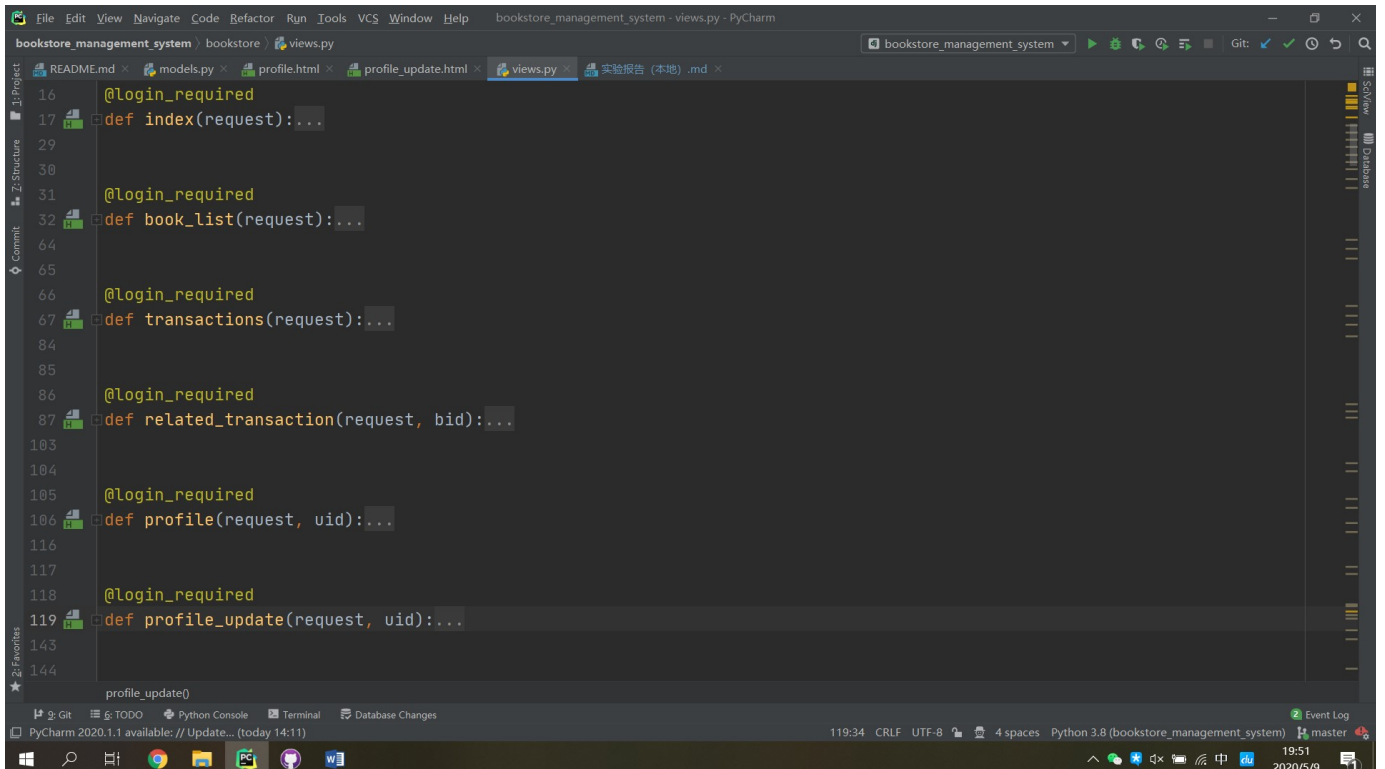 File Edit View Navigate Code Refactor Run Tools VCS Window Help bookstore_management_system - views.py - PyCharm
bookstore_management_system 〉 bookstore 〉 views.py bookstore_management_system Git:
README.md models.py profile.html profile_update.html views.py 实验报告 (本地) .md
1: Project
Z: Structure
Commit
2: Favorites
SciView
Database
16 @login_required
17 def index(request):...
29
30
31 @login_required
32 def book_list(request):...
64
65
66 @login_required
67 def transactions(request):...
84
85
86 @login_required
87 def related_transaction(request, bid):...
103
104
105 @login_required
106 def profile(request, uid):...
116
117
118 @login_required
119 def profile_update(request, uid):...
143
144
profile_update()
9: Git 6: TODO Python Console Terminal Database Changes 2 Event Log
PyCharm 2020.1.1 available: // Update... (today 14:11) 119:34 CRLF UTF-8 4 spaces Python 3.8 (bookstore_management_system) master
中 du 19:51
2020/5/9